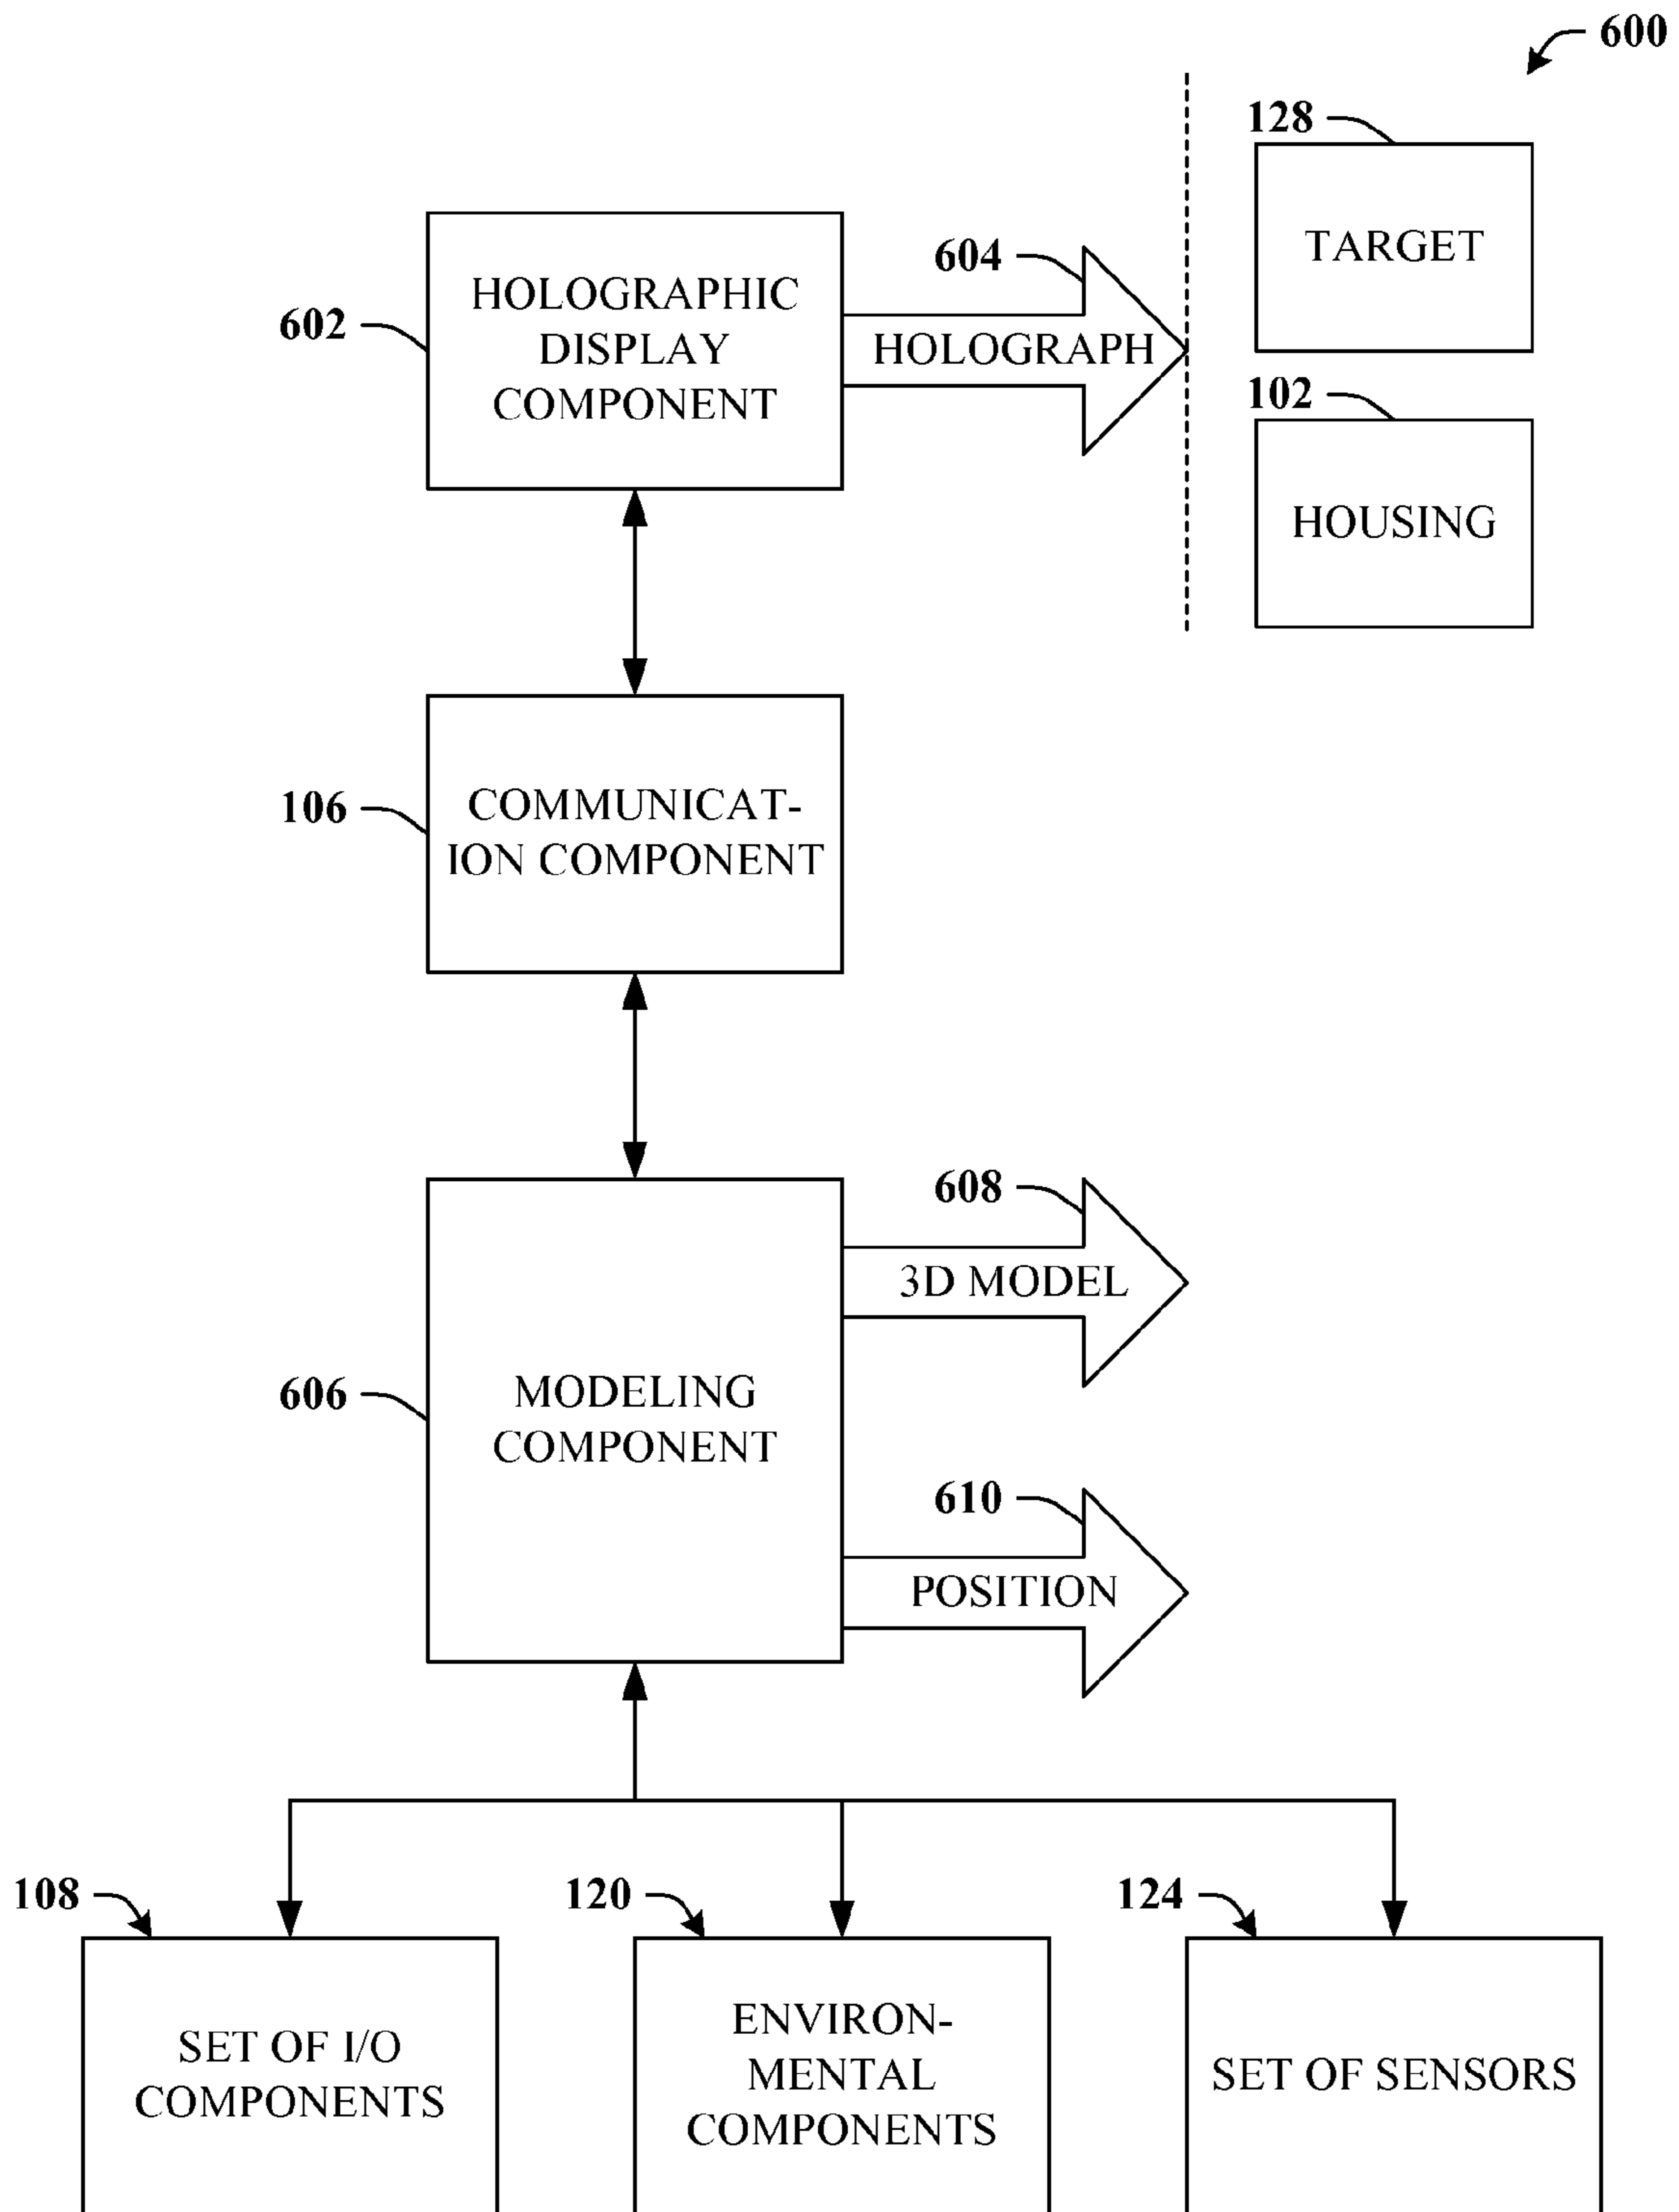 600
128
TARGET
602
HOLOGRAPHIC
DISPLAY
COMPONENT
604
HOLOGRAPH
102
HOUSING
106
COMMUNICAT-
ION COMPONENT
606
MODELING
COMPONENT
608
3D MODEL
610
POSITION
108
SET OF I/O
COMPONENTS
120
ENVIRON-
MENTAL
COMPONENTS
124
SET OF SENSORS